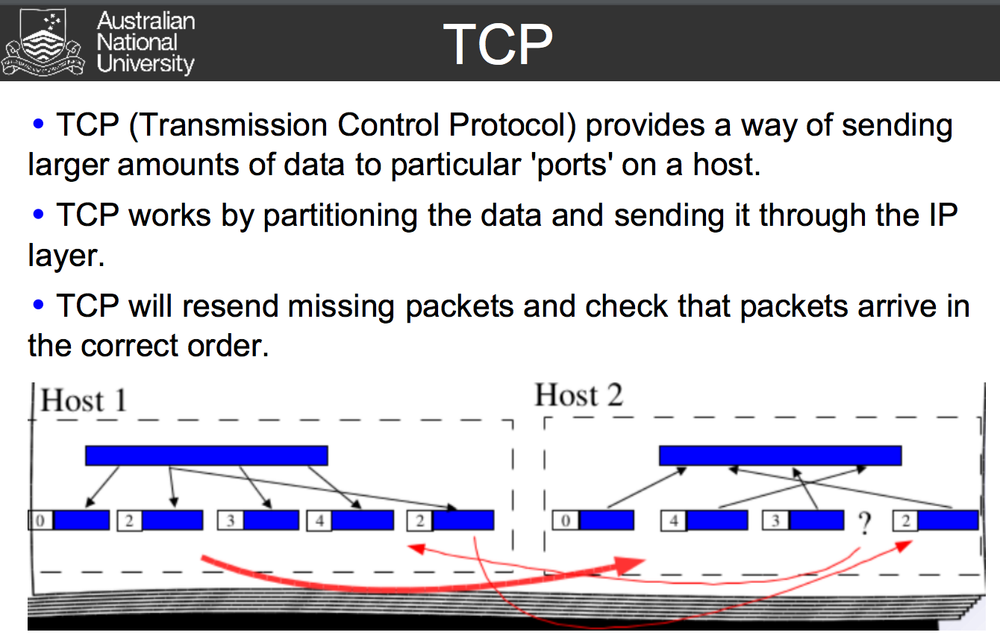 Australian
National
University
TCP
• TCP (Transmission Control Protocol) provides a way of sending
larger amounts of data to particular 'ports' on a host.
• TCP works by partitioning the data and sending it through the IP
layer.
• TCP will resend missing packets and check that packets arrive in
the correct order.
Host 1
Host 2
0 2 3 4 2
0 4 3 ? 2